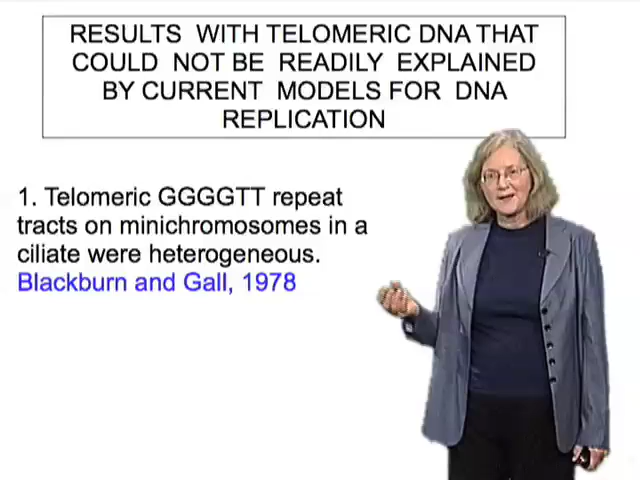 RESULTS WITH TELOMERIC DNA THAT
COULD NOT BE READILY EXPLAINED
BY CURRENT MODELS FOR DNA
REPLICATION
1. Telomeric GGGGTT repeat
tracts on minichromosomes in a
ciliate were heterogeneous.
Blackburn and Gall, 1978